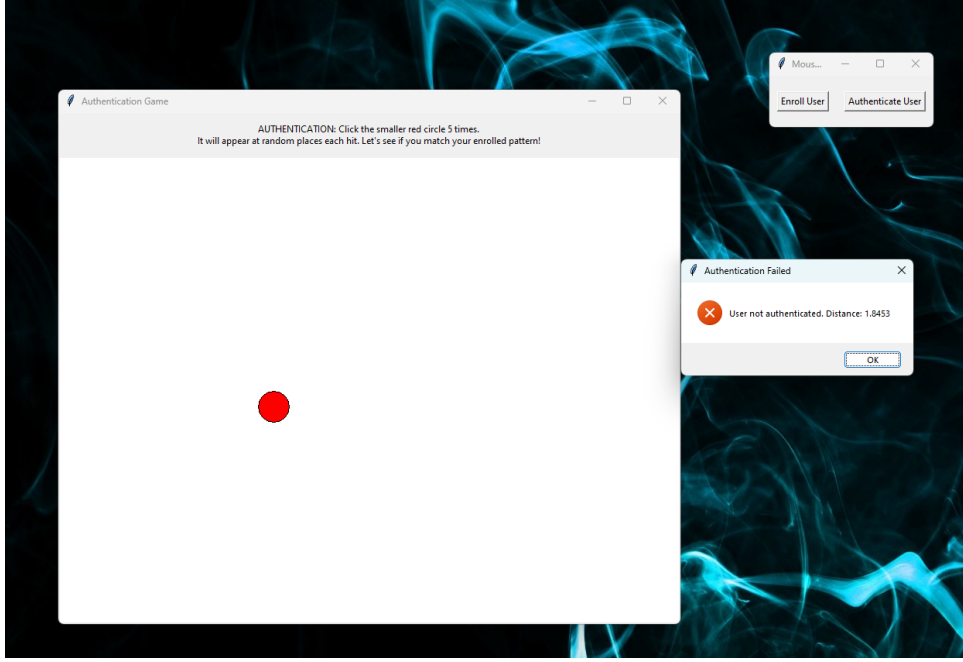 Mous...
Enroll User
Authenticate User
Authentication Game
AUTHENTICATION: Click the smaller red circle 5 times.
It will appear at random places each hit. Let's see if you match your enrolled pattern!
Authentication Failed
User not authenticated. Distance: 1.8453
OK